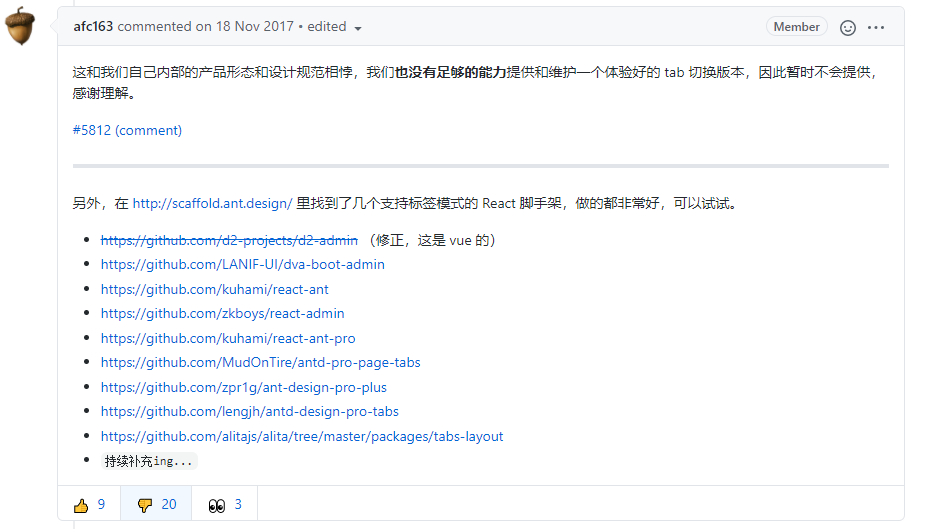 afc163 commented on 18 Nov 2017 • edited
Member
这和我们自己内部的产品形态和设计规范相悖，我们也没有足够的能力提供和维护一个体验好的 tab 切换版本，因此暂时不会提供，
感谢理解。
#5812 (comment)
另外，在 http://scaffold.ant.design/ 里找到了几个支持标签模式的 React 脚手架，做的都非常好，可以试试。
https://github.com/d2-projects/d2-admin （修正，这是 vue 的）
https://github.com/LANIF-UI/dva-boot-admin
https://github.com/kuhami/react-ant
https://github.com/zkboys/react-admin
https://github.com/kuhami/react-ant-pro
https://github.com/MudOnTire/antd-pro-page-tabs
https://github.com/zpr1g/ant-design-pro-plus
https://github.com/lengjh/antd-design-pro-tabs
https://github.com/alitajs/alita/tree/master/packages/tabs-layout
持续补充ing...
9 20 3